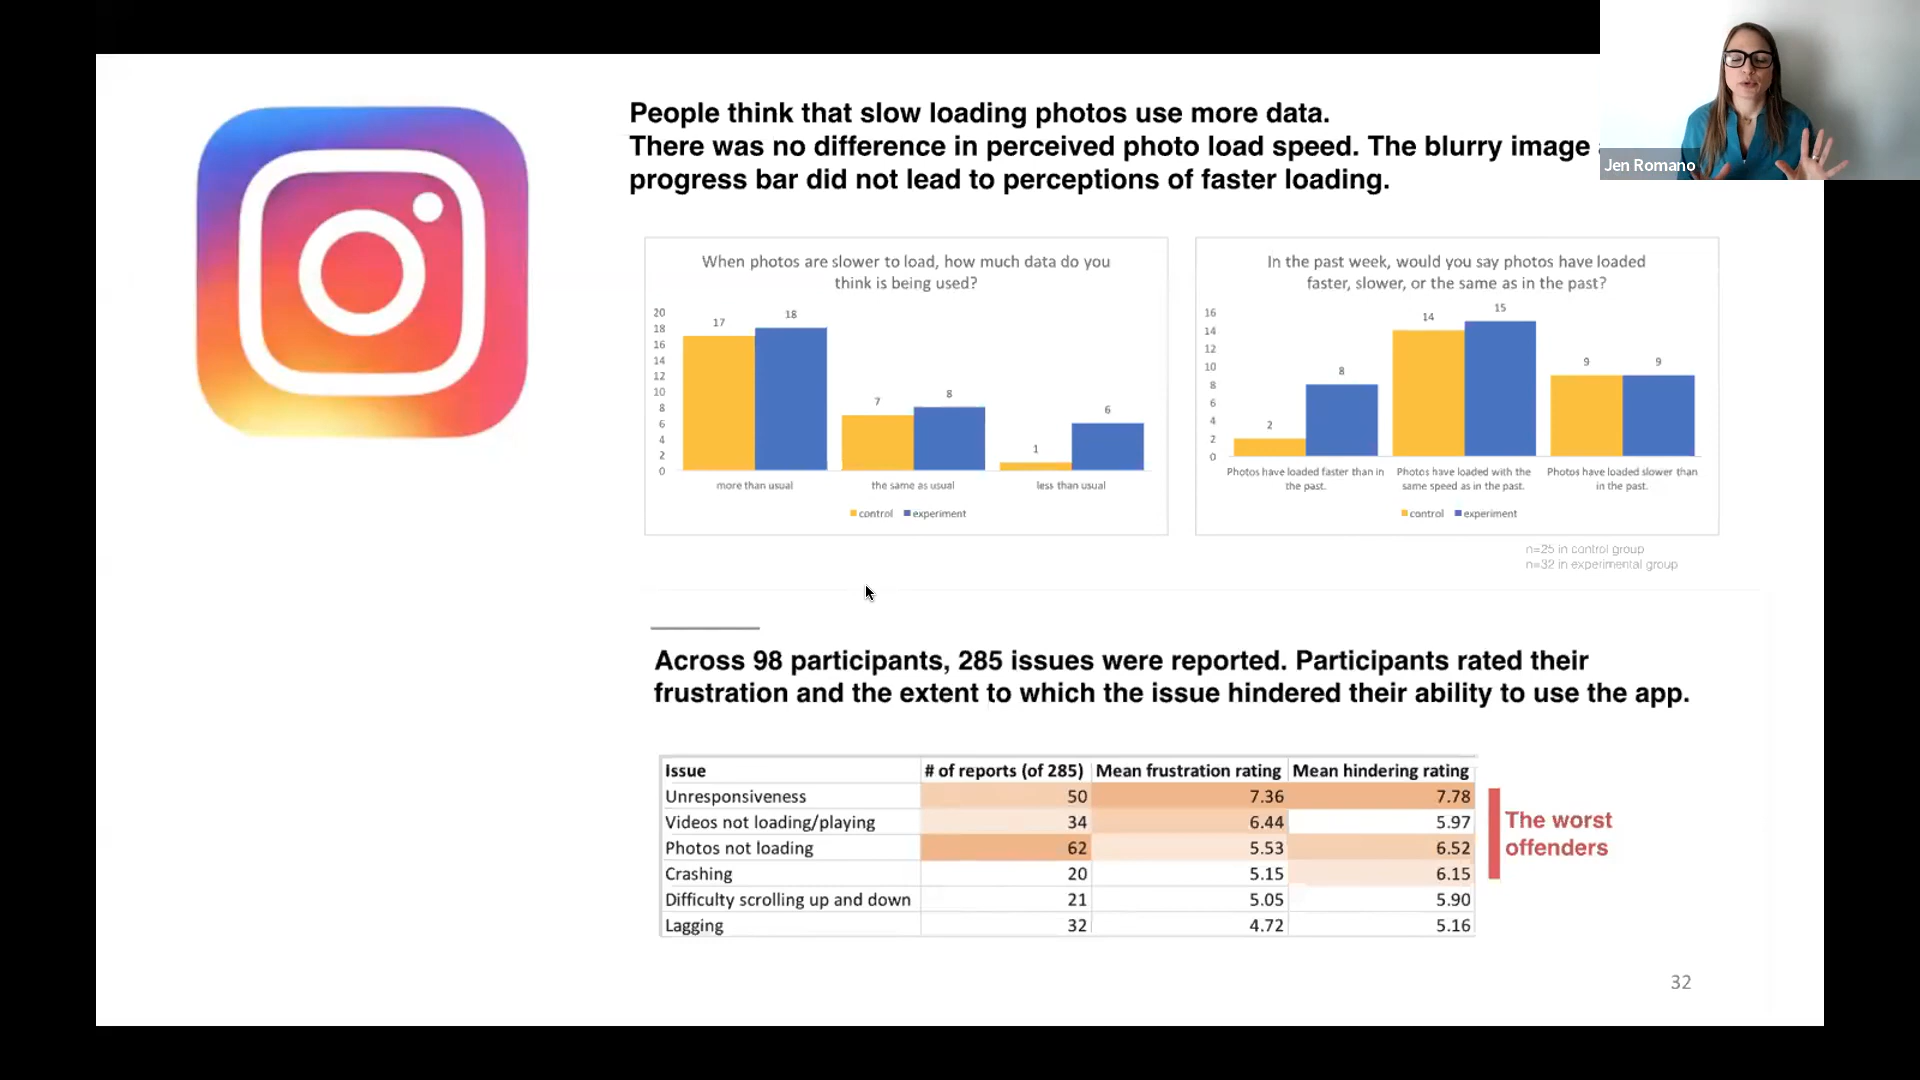 People think that slow loading photos use more data.
There was no difference in perceived photo load speed. The blurry image
progress bar did not lead to perceptions of faster loading.
Jen Romano
When photos are slower to load, how much data do you
think is being used?
20
18
16
14
12
10
8
6
4
2
0
17
18
7
8
1
6
more than usual
the same as usual
less than usual
control
experiment
In the past week, would you say photos have loaded
faster, slower, or the same as in the past?
16
14
12
10
8
6
4
2
0
2
8
14
15
9
9
Photos have loaded faster than in
the past.
Photos have loaded with the
same speed as in the past.
Photos have loaded slower than
in the past.
control
experiment
n=25 in control group
n=32 in experimental group
Across 98 participants, 285 issues were reported. Participants rated their
frustration and the extent to which the issue hindered their ability to use the app.
Issue # of reports (of 285) Mean frustration rating Mean hindering rating
Unresponsiveness 50 7.36 7.78
Videos not loading/playing 34 6.44 5.97
Photos not loading 62 5.53 6.52
Crashing 20 5.15 6.15
Difficulty scrolling up and down 21 5.05 5.90
Lagging 32 4.72 5.16
The worst
offenders
32